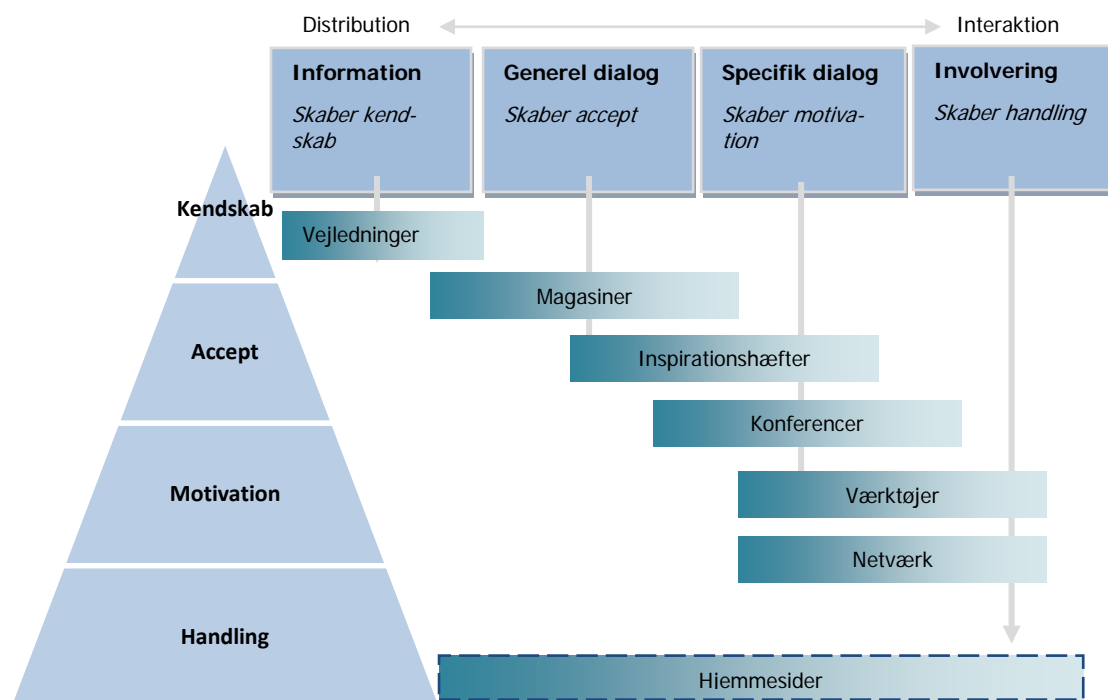 Distribution
Interaktion
Information
Skaber kend-
skab
Generel dialog
Skaber accept
Specifik dialog
Skaber motiva-
tion
Involvering
Skaber handling
Kendskab
Vejledninger
Magasiner
Accept
Inspirationshæfter
Konferencer
Motivation
Værktøjer
Netværk
Handling
Hjemmesider